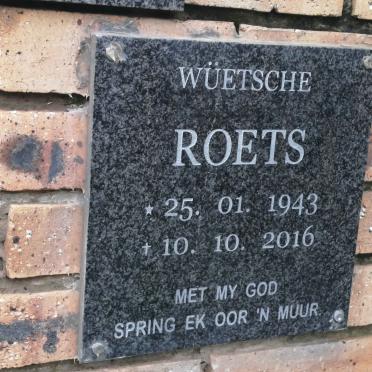 WÜETSCHE
ROETS
* 25. 01. 1943
† 10. 10. 2016
MET MY GOD
SPRING EK OOR 'N MUUR.